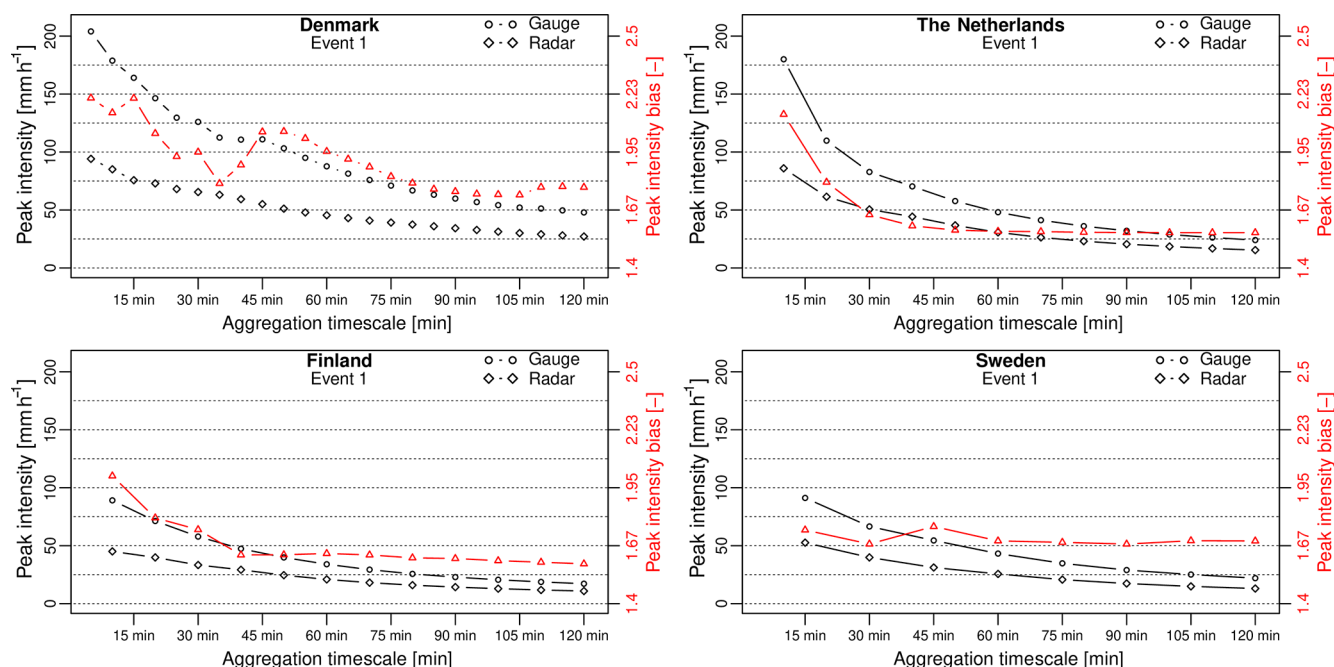 Denmark
Event 1
Gauge
Radar
Peak intensity [mm h⁻¹]
0 50 100 150 200
Peak intensity bias [−]
1.4 1.67 1.95 2.23 2.5
15 min 30 min 45 min 60 min 75 min 90 min 105 min 120 min
Aggregation timescale [min]
The Netherlands
Event 1
Gauge
Radar
Peak intensity [mm h⁻¹]
0 50 100 150 200
Peak intensity bias [−]
1.4 1.67 1.95 2.23 2.5
15 min 30 min 45 min 60 min 75 min 90 min 105 min 120 min
Aggregation timescale [min]
Finland
Event 1
Gauge
Radar
Peak intensity [mm h⁻¹]
0 50 100 150 200
Peak intensity bias [−]
1.4 1.67 1.95 2.23 2.5
15 min 30 min 45 min 60 min 75 min 90 min 105 min 120 min
Aggregation timescale [min]
Sweden
Event 1
Gauge
Radar
Peak intensity [mm h⁻¹]
0 50 100 150 200
Peak intensity bias [−]
1.4 1.67 1.95 2.23 2.5
15 min 30 min 45 min 60 min 75 min 90 min 105 min 120 min
Aggregation timescale [min]